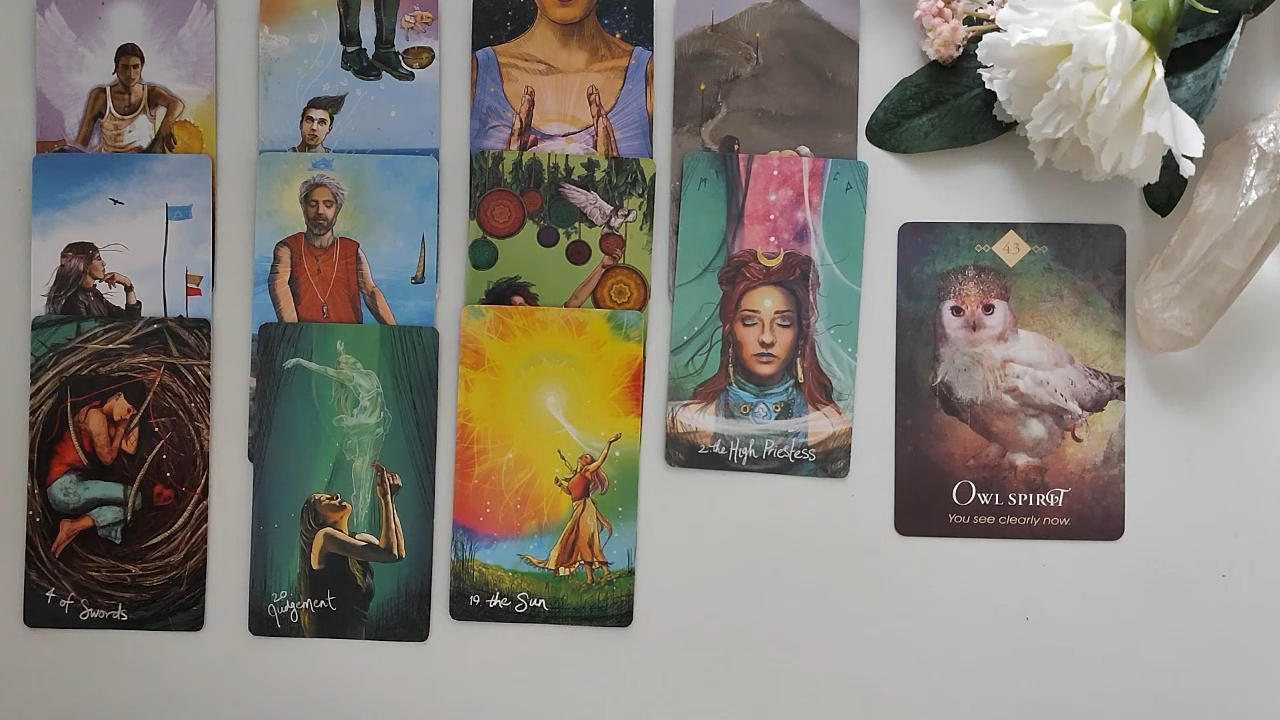 4 of Swords
20.
Judgement
19. the Sun
2. the High Priestess
43
OWL SPIRIT
You see clearly now.